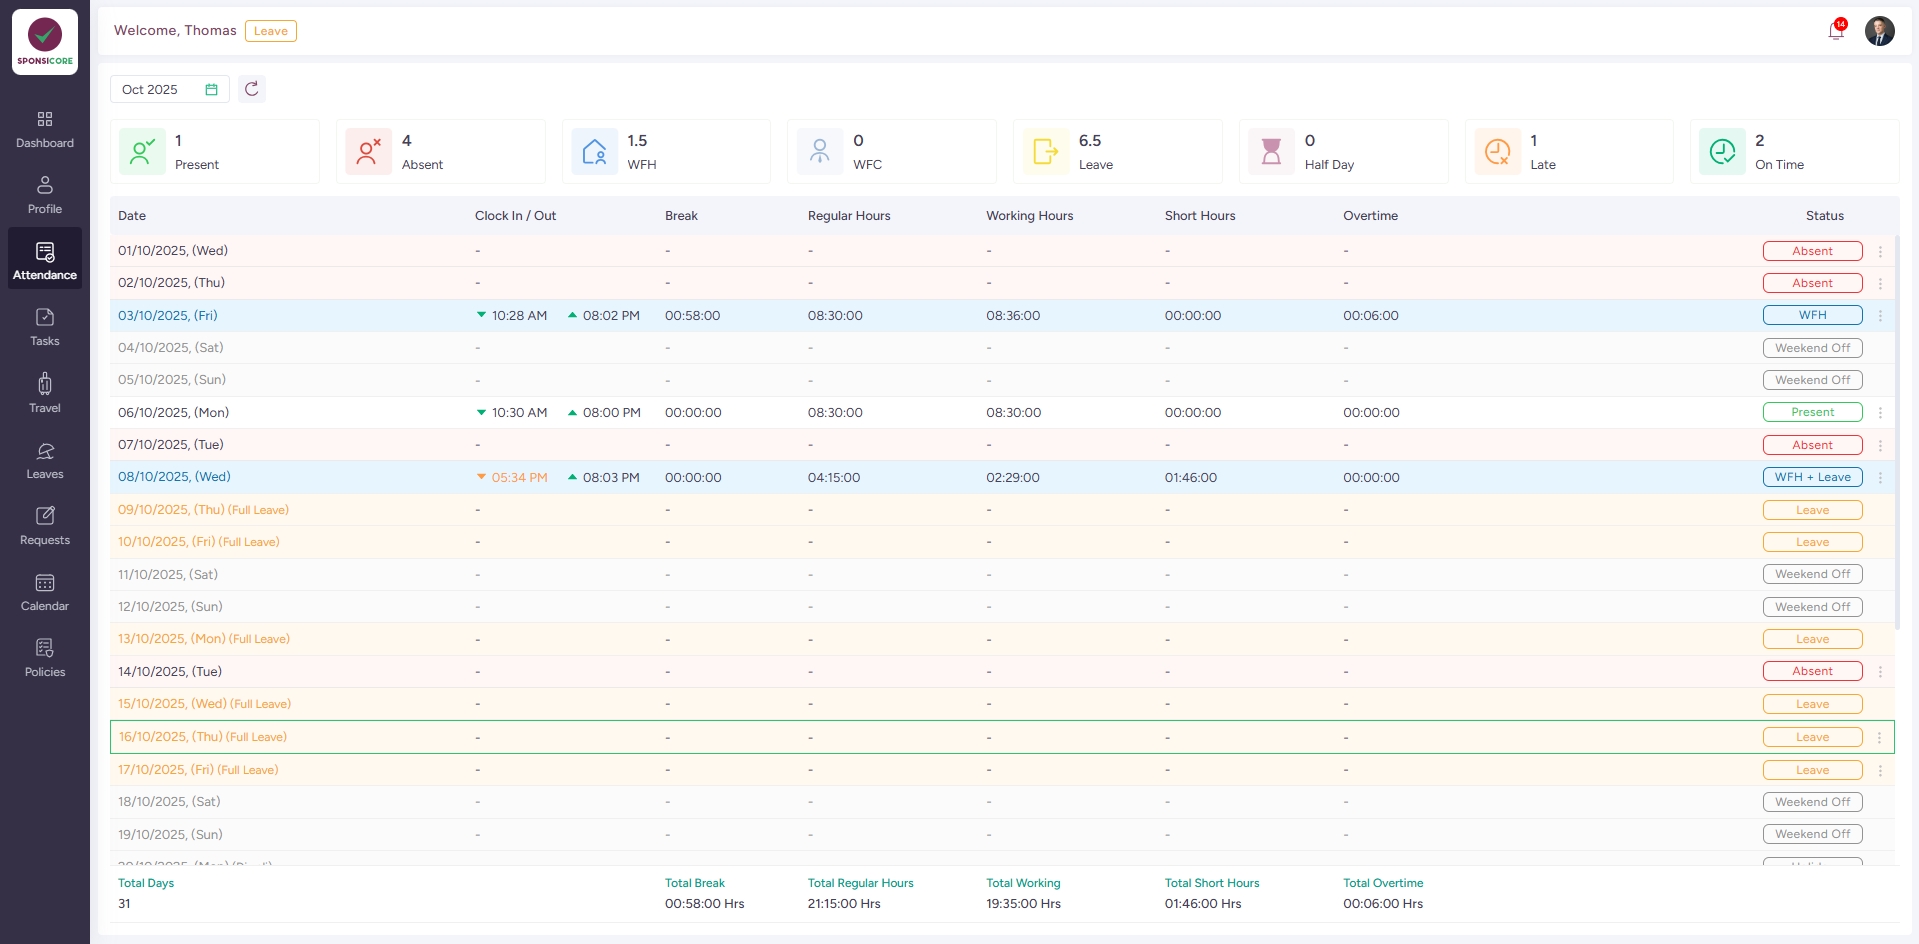 SPONSICORE
Welcome, Thomas Leave
14
Oct 2025
1 Present
4 Absent
1.5 WFH
0 WFC
6.5 Leave
0 Half Day
1 Late
2 On Time
Dashboard
Profile
Attendance
Tasks
Travel
Leaves
Requests
Calendar
Policies
Date Clock In / Out Break Regular Hours Working Hours Short Hours Overtime Status
01/10/2025, (Wed) - - - - - - Absent
02/10/2025, (Thu) - - - - - - Absent
03/10/2025, (Fri) 10:28 AM 08:02 PM 00:58:00 08:30:00 08:36:00 00:00:00 00:06:00 WFH
04/10/2025, (Sat) - - - - - - Weekend Off
05/10/2025, (Sun) - - - - - - Weekend Off
06/10/2025, (Mon) 10:30 AM 08:00 PM 00:00:00 08:30:00 08:30:00 00:00:00 00:00:00 Present
07/10/2025, (Tue) - - - - - - Absent
08/10/2025, (Wed) 05:34 PM 08:03 PM 00:00:00 04:15:00 02:29:00 01:46:00 00:00:00 WFH + Leave
09/10/2025, (Thu) (Full Leave) - - - - - - Leave
10/10/2025, (Fri) (Full Leave) - - - - - - Leave
11/10/2025, (Sat) - - - - - - Weekend Off
12/10/2025, (Sun) - - - - - - Weekend Off
13/10/2025, (Mon) (Full Leave) - - - - - - Leave
14/10/2025, (Tue) - - - - - - Absent
15/10/2025, (Wed) (Full Leave) - - - - - - Leave
16/10/2025, (Thu) (Full Leave) - - - - - - Leave
17/10/2025, (Fri) (Full Leave) - - - - - - Leave
18/10/2025, (Sat) - - - - - - Weekend Off
19/10/2025, (Sun) - - - - - - Weekend Off
Total Days Total Break Total Regular Hours Total Working Total Short Hours Total Overtime
31 00:58:00 Hrs 21:15:00 Hrs 19:35:00 Hrs 01:46:00 Hrs 00:06:00 Hrs